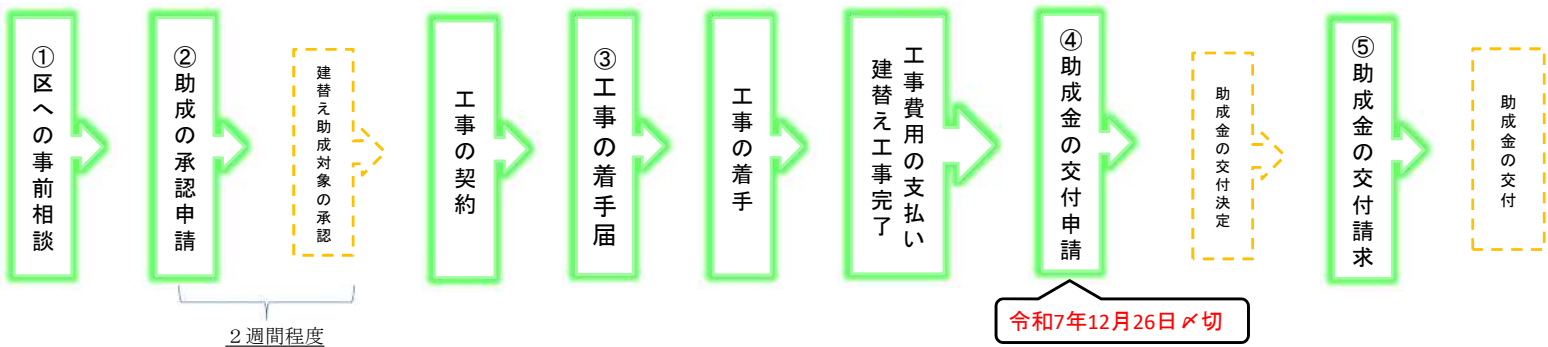 ①区への事前相談
②助成の承認申請
建替え助成対象の承認
２週間程度
工事の契約
③工事の着手届
工事の着手
工事費用の支払い
建替え工事完了
④助成金の交付申請
令和7年12月26日〆切
助成金の交付決定
⑤助成金の交付請求
助成金の交付